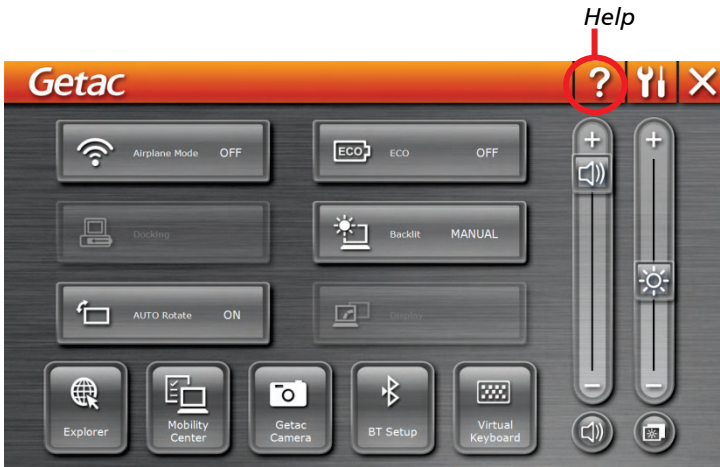 Help
Getac ?
Airplane Mode OFF
ECO ECO OFF
Docking
Backlit MANUAL
AUTO Rotate ON
Display
Explorer
Mobility
Center
Getac
Camera
BT Setup
Virtual
Keyboard